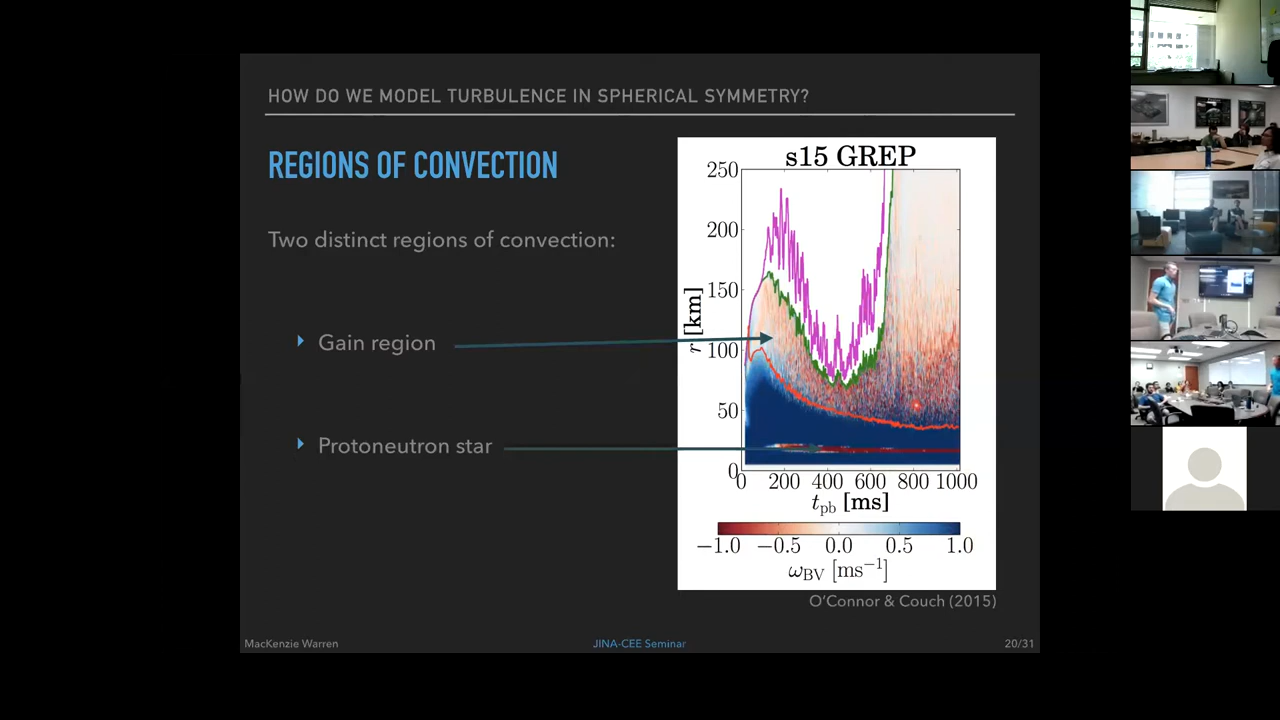 HOW DO WE MODEL TURBULENCE IN SPHERICAL SYMMETRY?
REGIONS OF CONVECTION
Two distinct regions of convection:
Gain region
Protoneutron star
s15 GREP
250
200
150
100
50
0
r [km]
0 200 400 600 800 1000
tpb [ms]
−1.0 −0.5 0.0 0.5 1.0
ωBV [ms−1]
O‘Connor & Couch (2015)
MacKenzie Warren
JINA-CEE Seminar
20/31